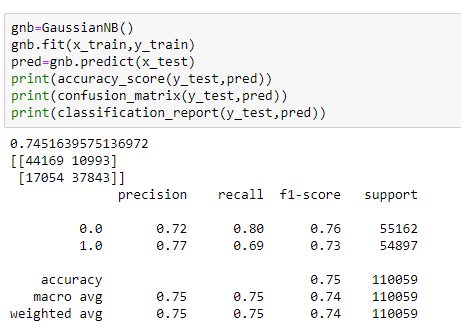 gnb=GaussianNB()
gnb.fit(x_train,y_train)
pred=gnb.predict(x_test)
print(accuracy_score(y_test,pred))
print(confusion_matrix(y_test,pred))
print(classification_report(y_test,pred))
0.7451639575136972
[[44169 10993]
 [17054 37843]]
              precision    recall  f1-score   support
         0.0       0.72      0.80      0.76     55162
         1.0       0.77      0.69      0.73     54897
    accuracy                           0.75    110059
   macro avg       0.75      0.75      0.74    110059
weighted avg       0.75      0.75      0.74    110059